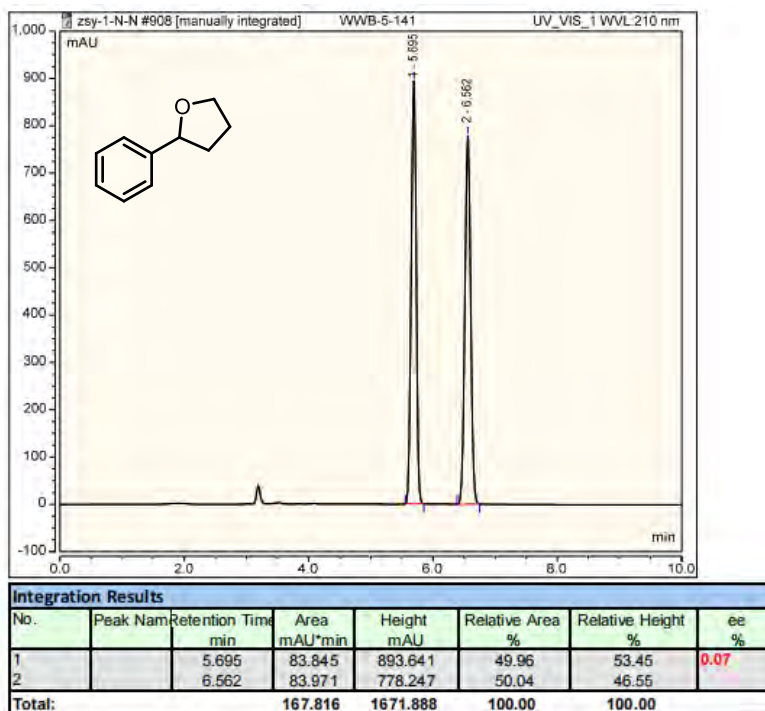 zsy-1-N-N #908 [manually integrated] WWB-5-141 UV_VIS_1 WVL:210 nm
1,000
mAU
900
800
700
600
500
400
300
200
100
0
-100
1 - 5.695
2 - 6.562
O
min
0.0 2.0 4.0 6.0 8.0 10.0
Integration Results
No. Peak Nam Retention Time Area Height Relative Area Relative Height ee
min mAU*min mAU % % %
1 5.695 83.845 893.641 49.96 53.45 0.07
2 6.562 83.971 778.247 50.04 46.55
Total: 167.816 1671.888 100.00 100.00